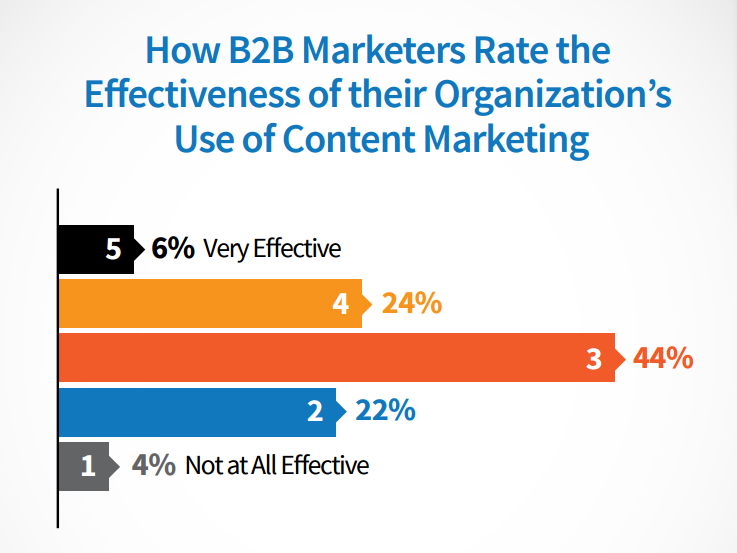 How B2B Marketers Rate the
Effectiveness of their Organization’s
Use of Content Marketing
5 6% Very Effective
4 24%
3 44%
2 22%
1 4% Not at All Effective